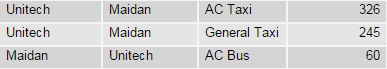 Unitech Maidan AC Taxi 326
Unitech Maidan General Taxi 245
Maidan Unitech AC Bus 60